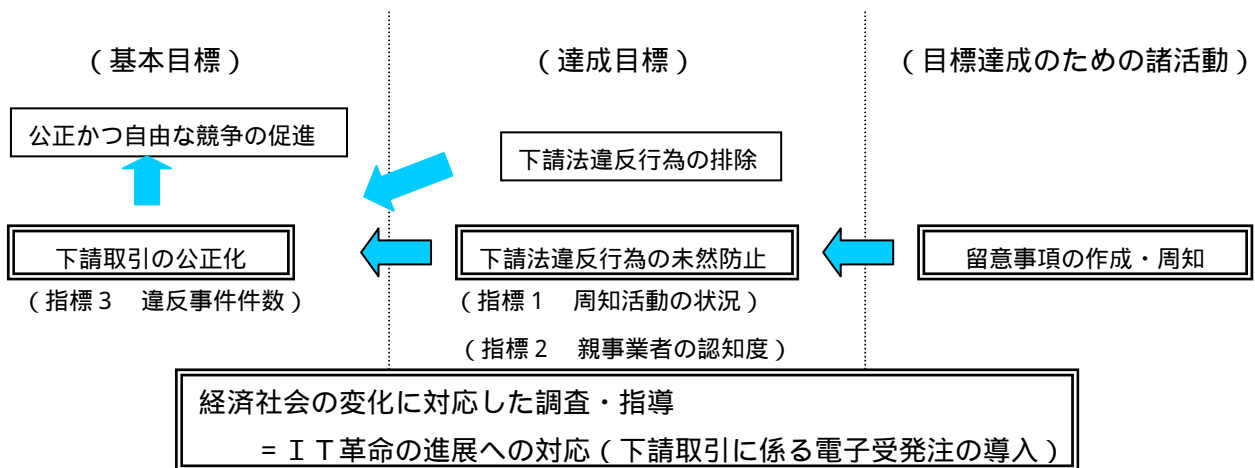 （基本目標）
（達成目標）
（目標達成のための諸活動）
公正かつ自由な競争の促進
下請法違反行為の排除
下請取引の公正化
下請法違反行為の未然防止
留意事項の作成・周知
（指標３　違反事件件数）
（指標１　周知活動の状況）
（指標２　親事業者の認知度）
経済社会の変化に対応した調査・指導
＝ＩＴ革命の進展への対応（下請取引に係る電子受発注の導入）